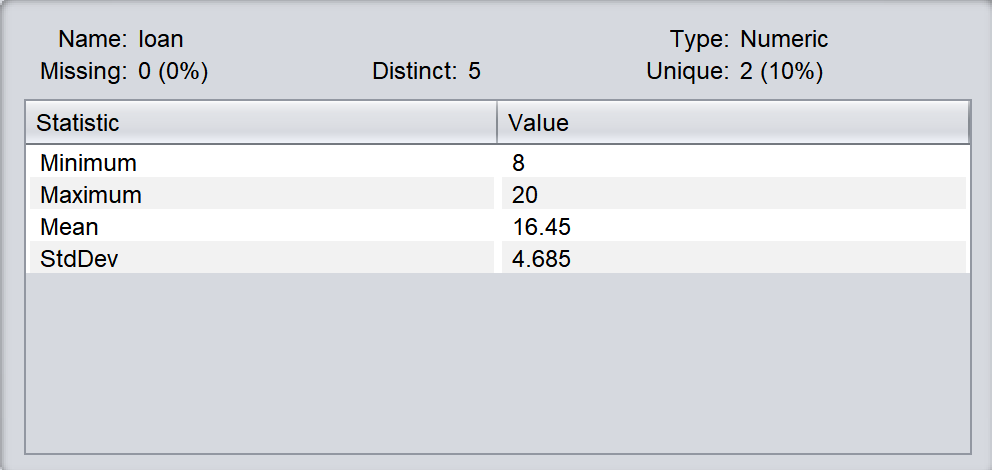 Name: loan Type: Numeric
Missing: 0 (0%) Distinct: 5 Unique: 2 (10%)
Statistic Value
Minimum 8
Maximum 20
Mean 16.45
StdDev 4.685